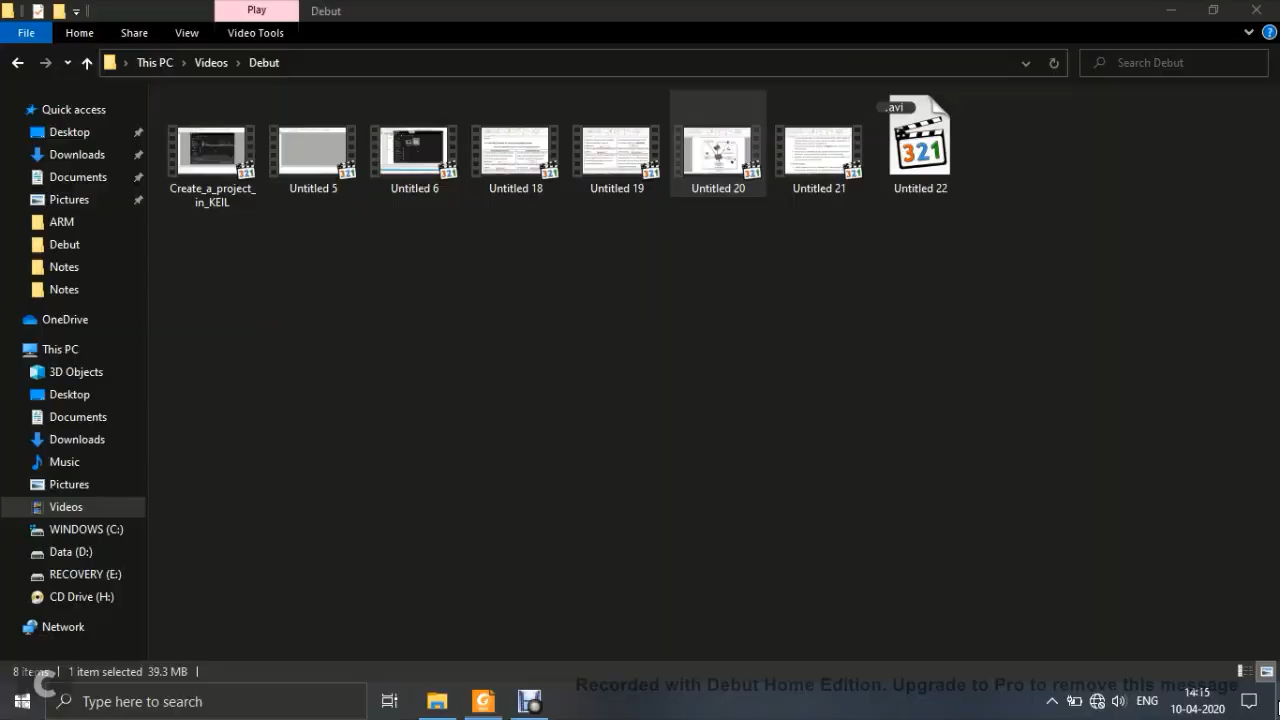 Play
Debut
File
Home
Share
View
Video Tools
This PC
Videos
Debut
Search Debut
Quick access
Desktop
Downloads
Documents
Pictures
ARM
Debut
Notes
Notes
OneDrive
This PC
3D Objects
Desktop
Documents
Downloads
Music
Pictures
Videos
WINDOWS (C:)
Data (D:)
RECOVERY (E:)
CD Drive (H:)
Network
Create_a_project_
in_KEIL
Untitled 5
Untitled 6
Untitled 18
Untitled 19
Untitled 20
Untitled 21
.avi
321
Untitled 22
8 items
1 item selected 39.3 MB
Recorded with Debut Home Edition. Upgrade to Pro to remove this message
Type here to search
ENG
14:15
10-04-2020